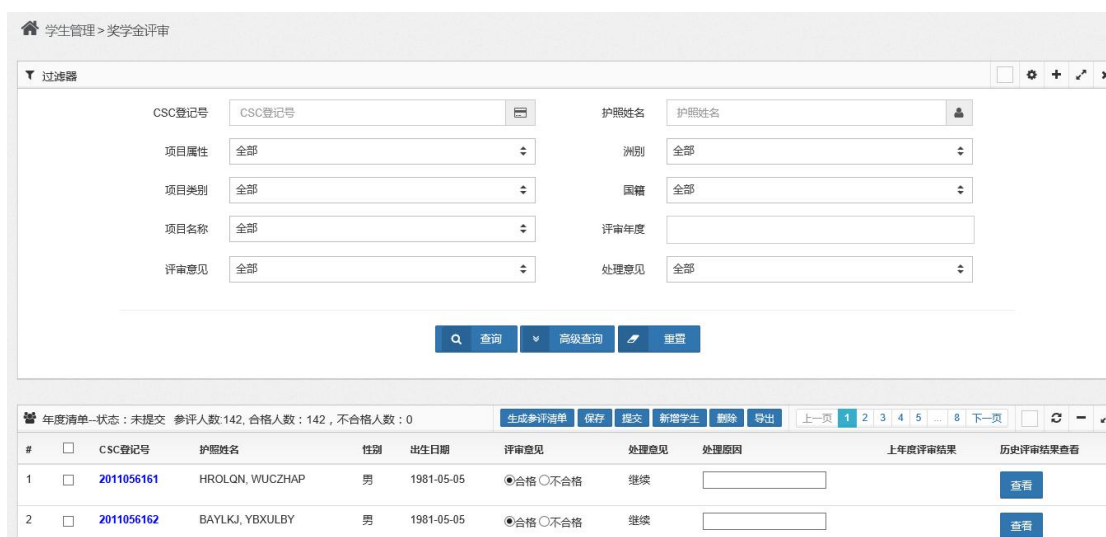 学生管理 > 奖学金评审
过滤器
CSC登记号 CSC登记号 护照姓名 护照姓名
项目属性 全部 洲别 全部
项目类别 全部 国籍 全部
项目名称 全部 评审年度
评审意见 全部 处理意见 全部
查询 高级查询 重置
年度清单--状态：未提交 参评人数:142, 合格人数：142，不合格人数：0 生成参评清单 保存 提交 新增学生 删除 导出 上一页 1 2 3 4 5 ... 8 下一页
# CSC登记号 护照姓名 性别 出生日期 评审意见 处理意见 处理原因 上年度评审结果 历史评审结果查看
1 2011056161 HROLQN, WUCZHAP 男 1981-05-05 合格 不合格 继续 查看
2 2011056162 BAYLKJ, YBXULBY 男 1981-05-05 合格 不合格 继续 查看